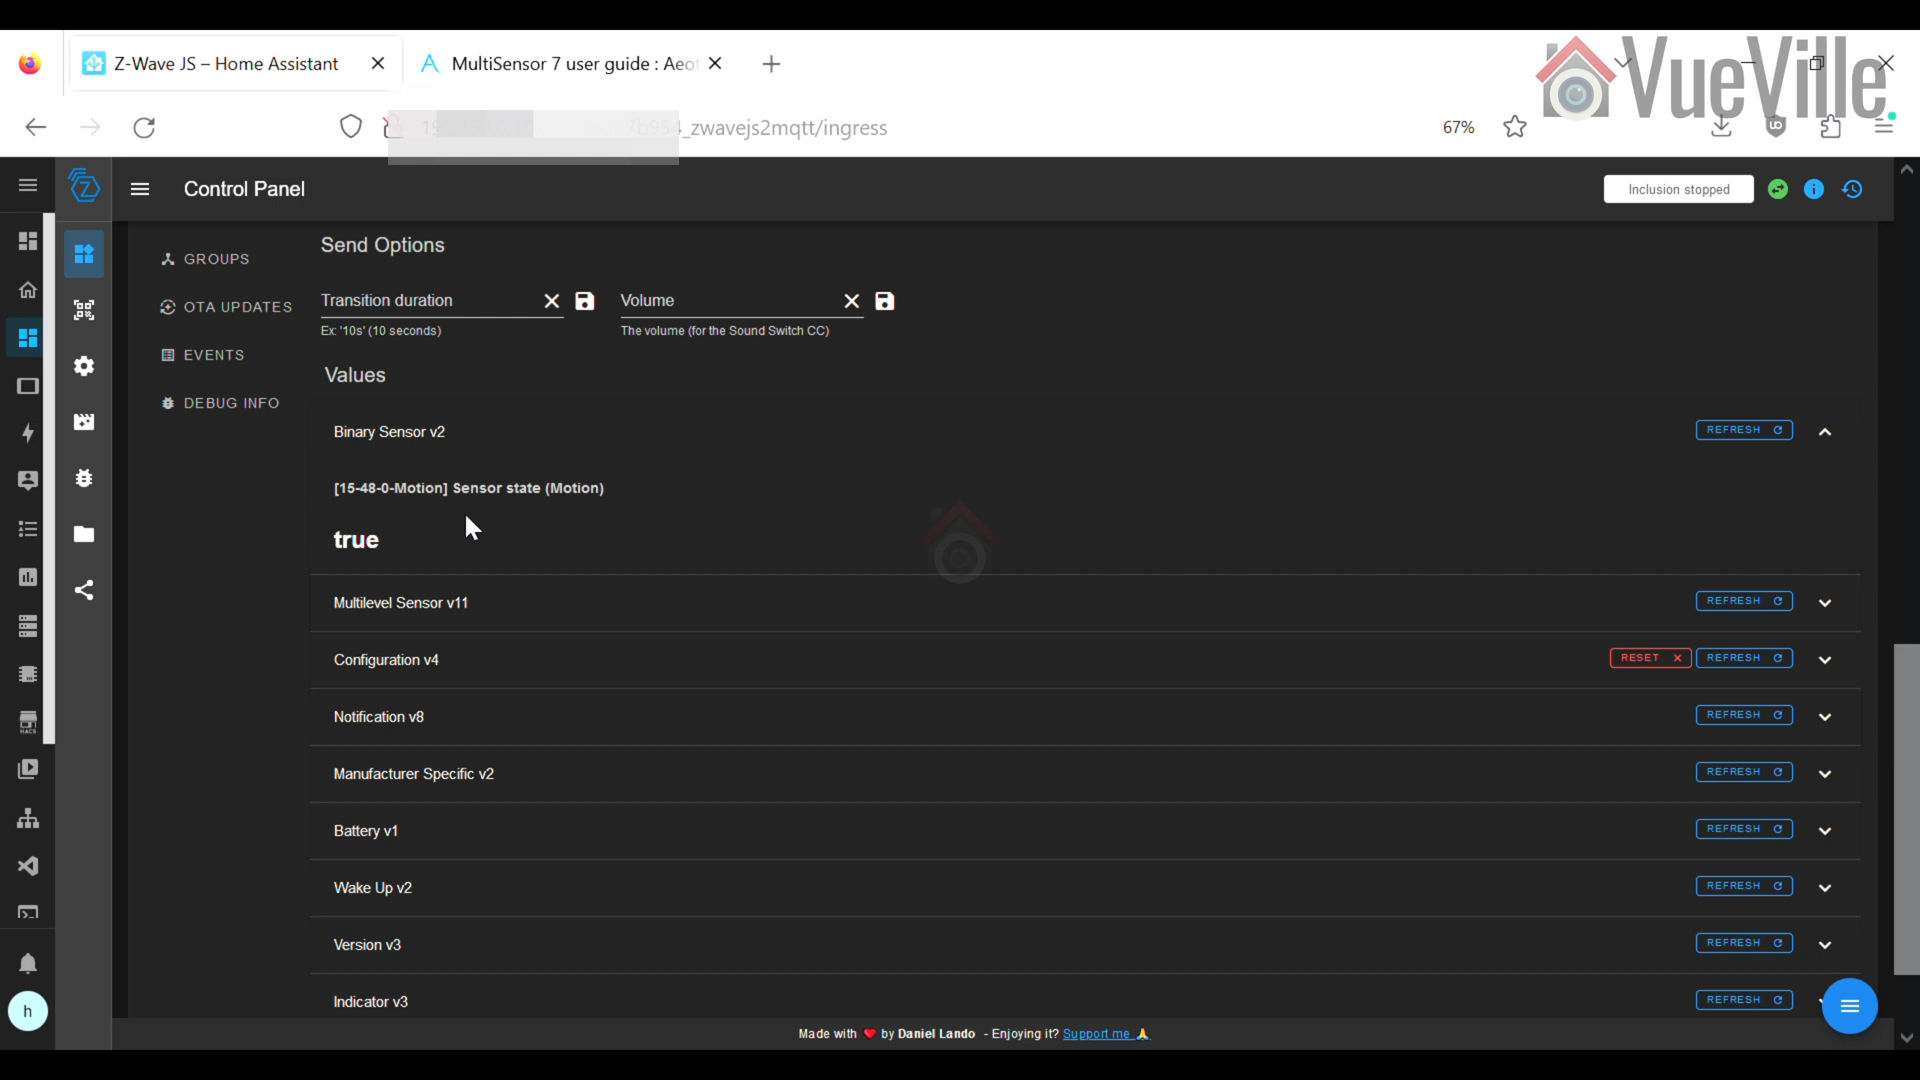 Z-Wave JS – Home Assistant
MultiSensor 7 user guide : Aeot
VueVille
_zwavejs2mqtt/ingress
67%
Control Panel
Inclusion stopped
GROUPS
OTA UPDATES
EVENTS
DEBUG INFO
Send Options
Transition duration
Volume
Ex: '10s' (10 seconds)
The volume (for the Sound Switch CC)
Values
Binary Sensor v2
REFRESH
[15-48-0-Motion] Sensor state (Motion)
true
Multilevel Sensor v11
REFRESH
Configuration v4
RESET
REFRESH
Notification v8
REFRESH
Manufacturer Specific v2
REFRESH
HACS
Battery v1
REFRESH
Wake Up v2
REFRESH
Version v3
REFRESH
Indicator v3
REFRESH
h
Made with ❤️ by Daniel Lando - Enjoying it? Support me 🙏